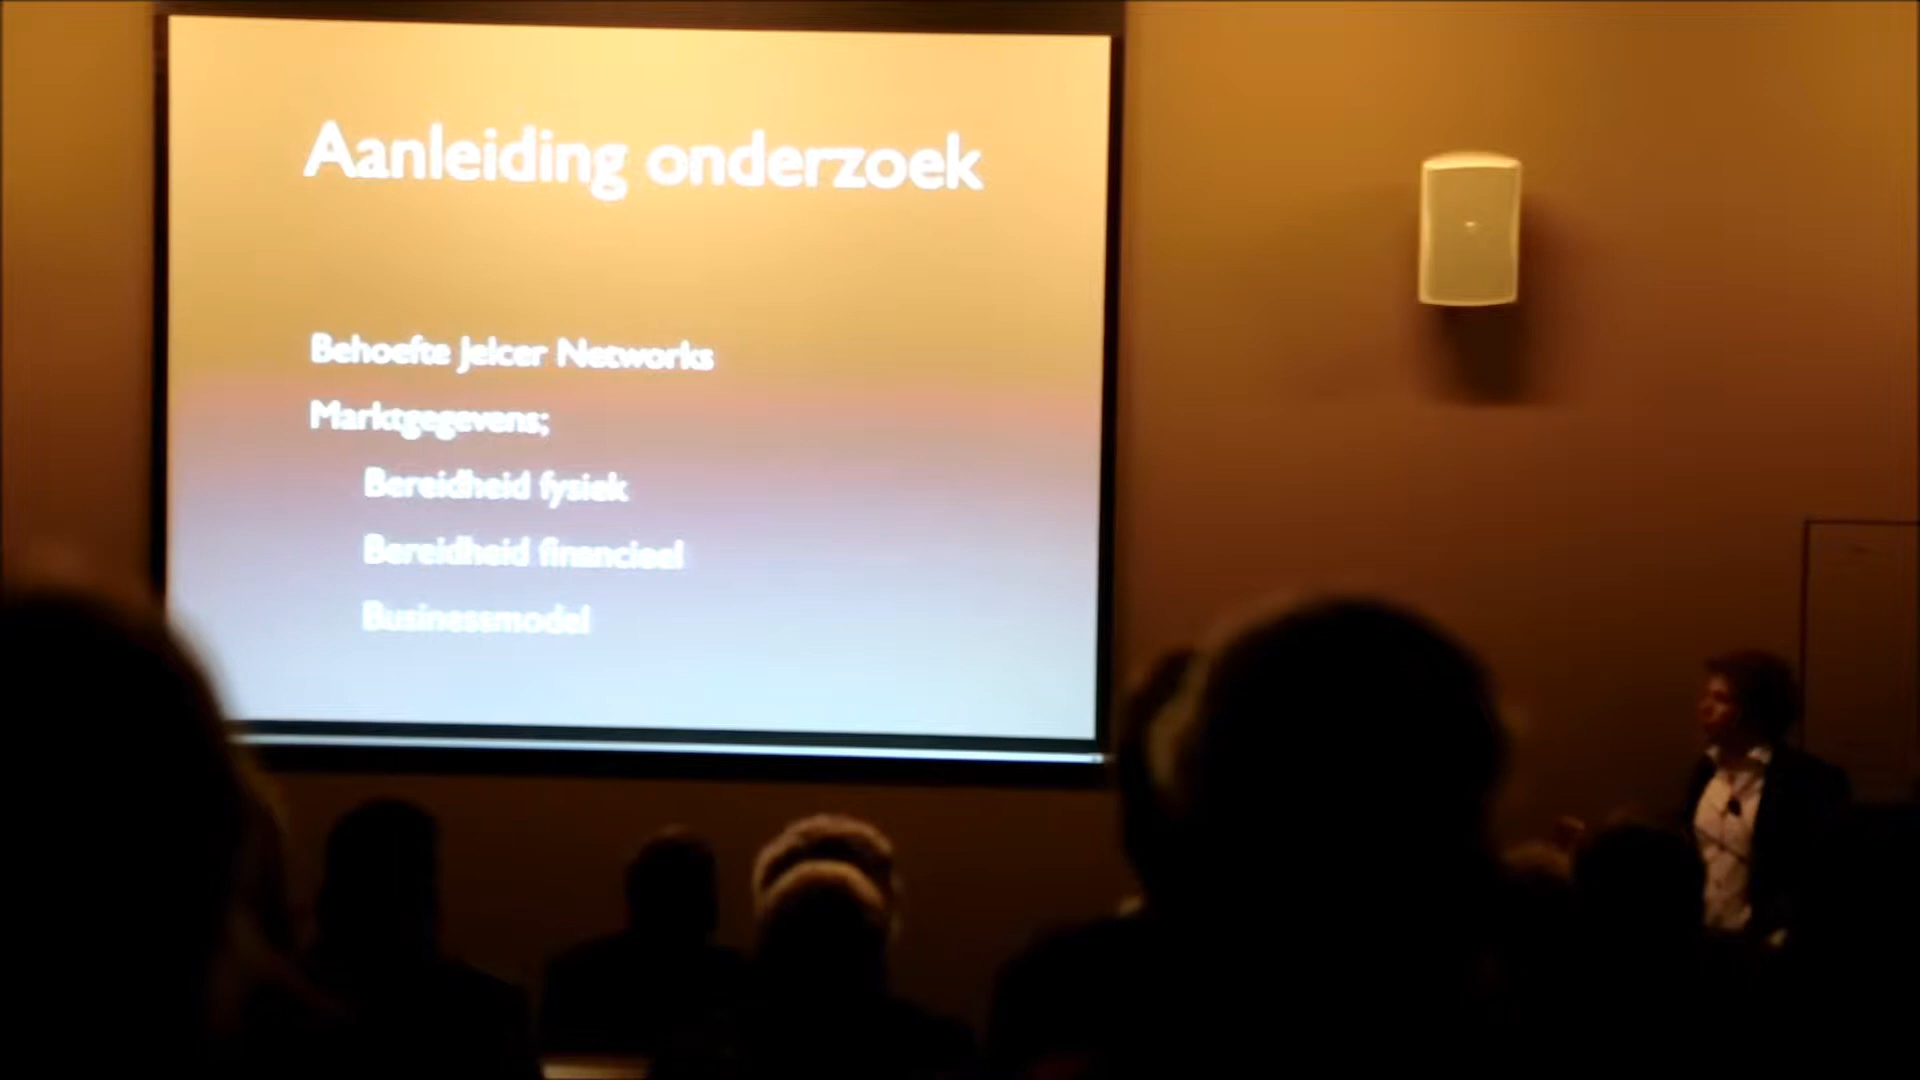 Aanleiding onderzoek
Behoefte Jelcer Networks
Marktgegevens;
Bereidheid fysiek
Bereidheid financieel
Businessmodel